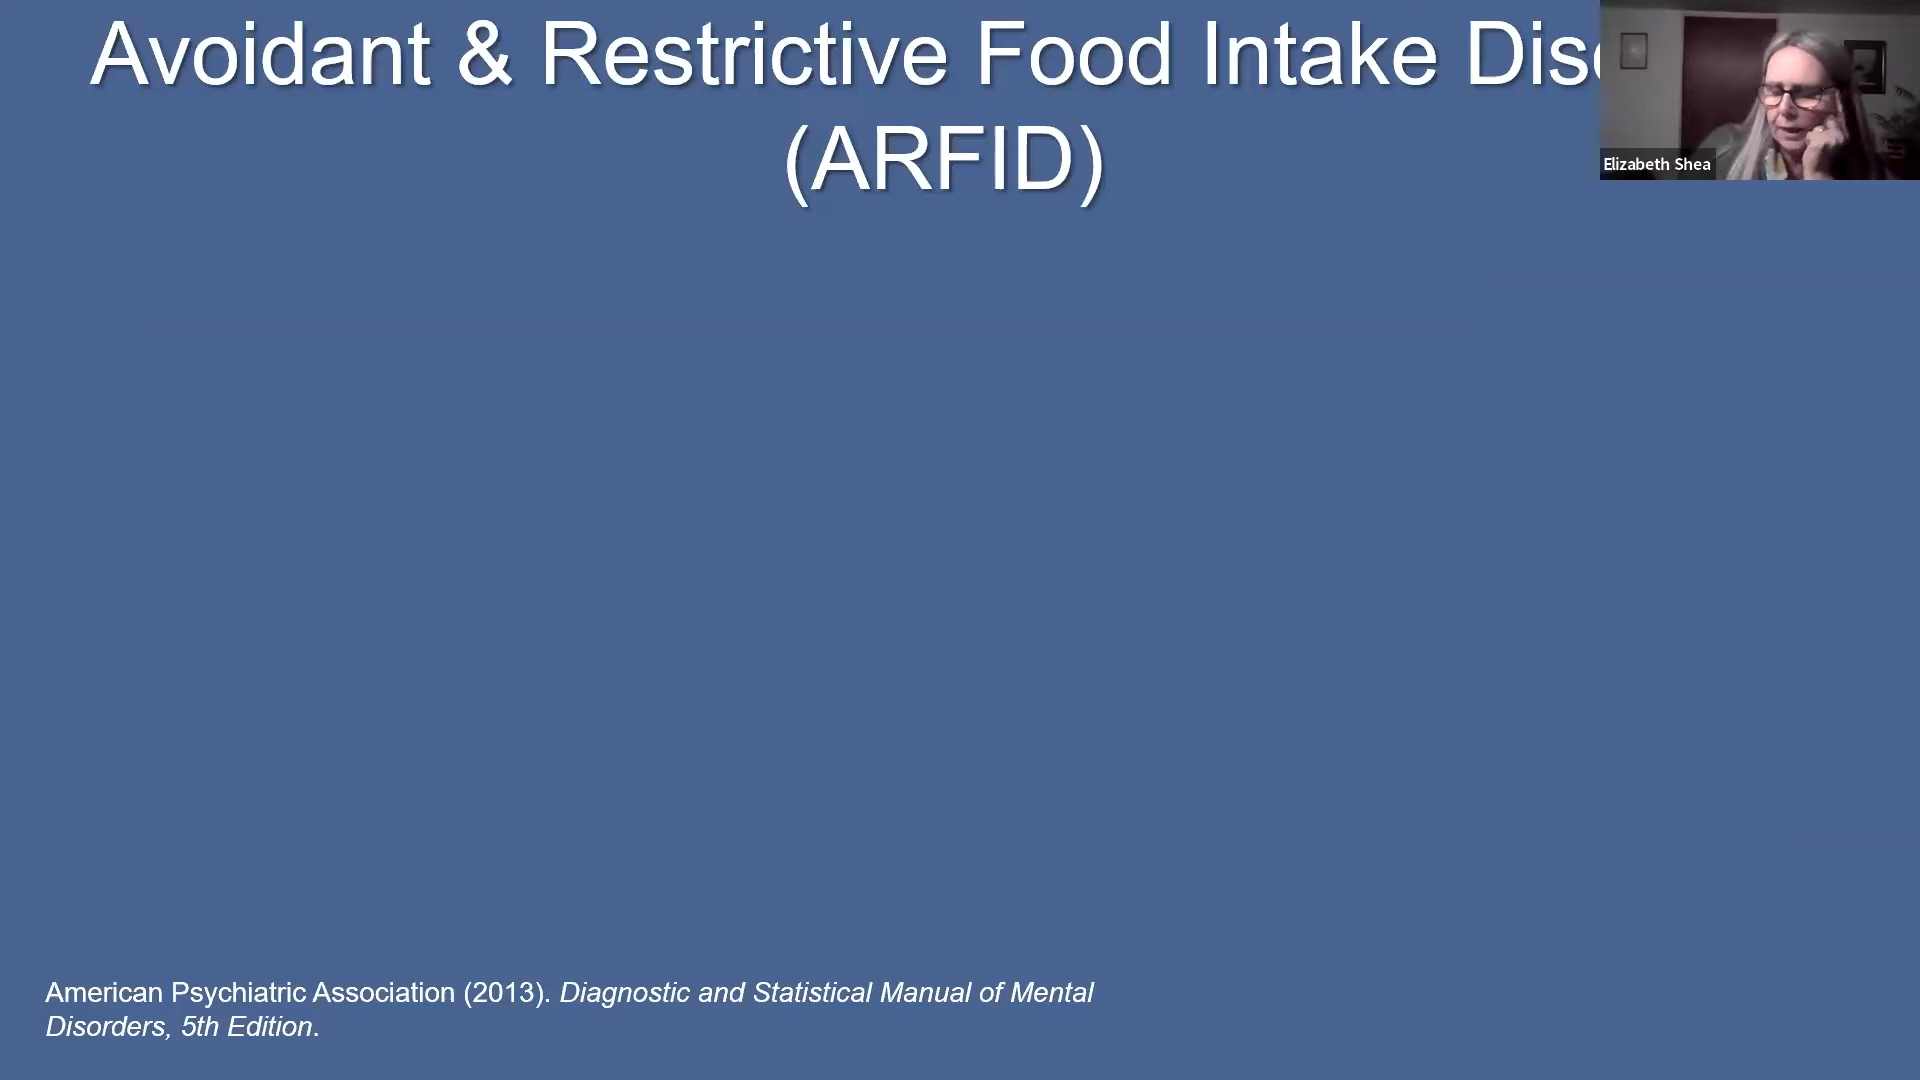 Avoidant & Restrictive Food Intake
(ARFID)
Elizabeth Shea
American Psychiatric Association (2013). Diagnostic and Statistical Manual of Mental
Disorders, 5th Edition.